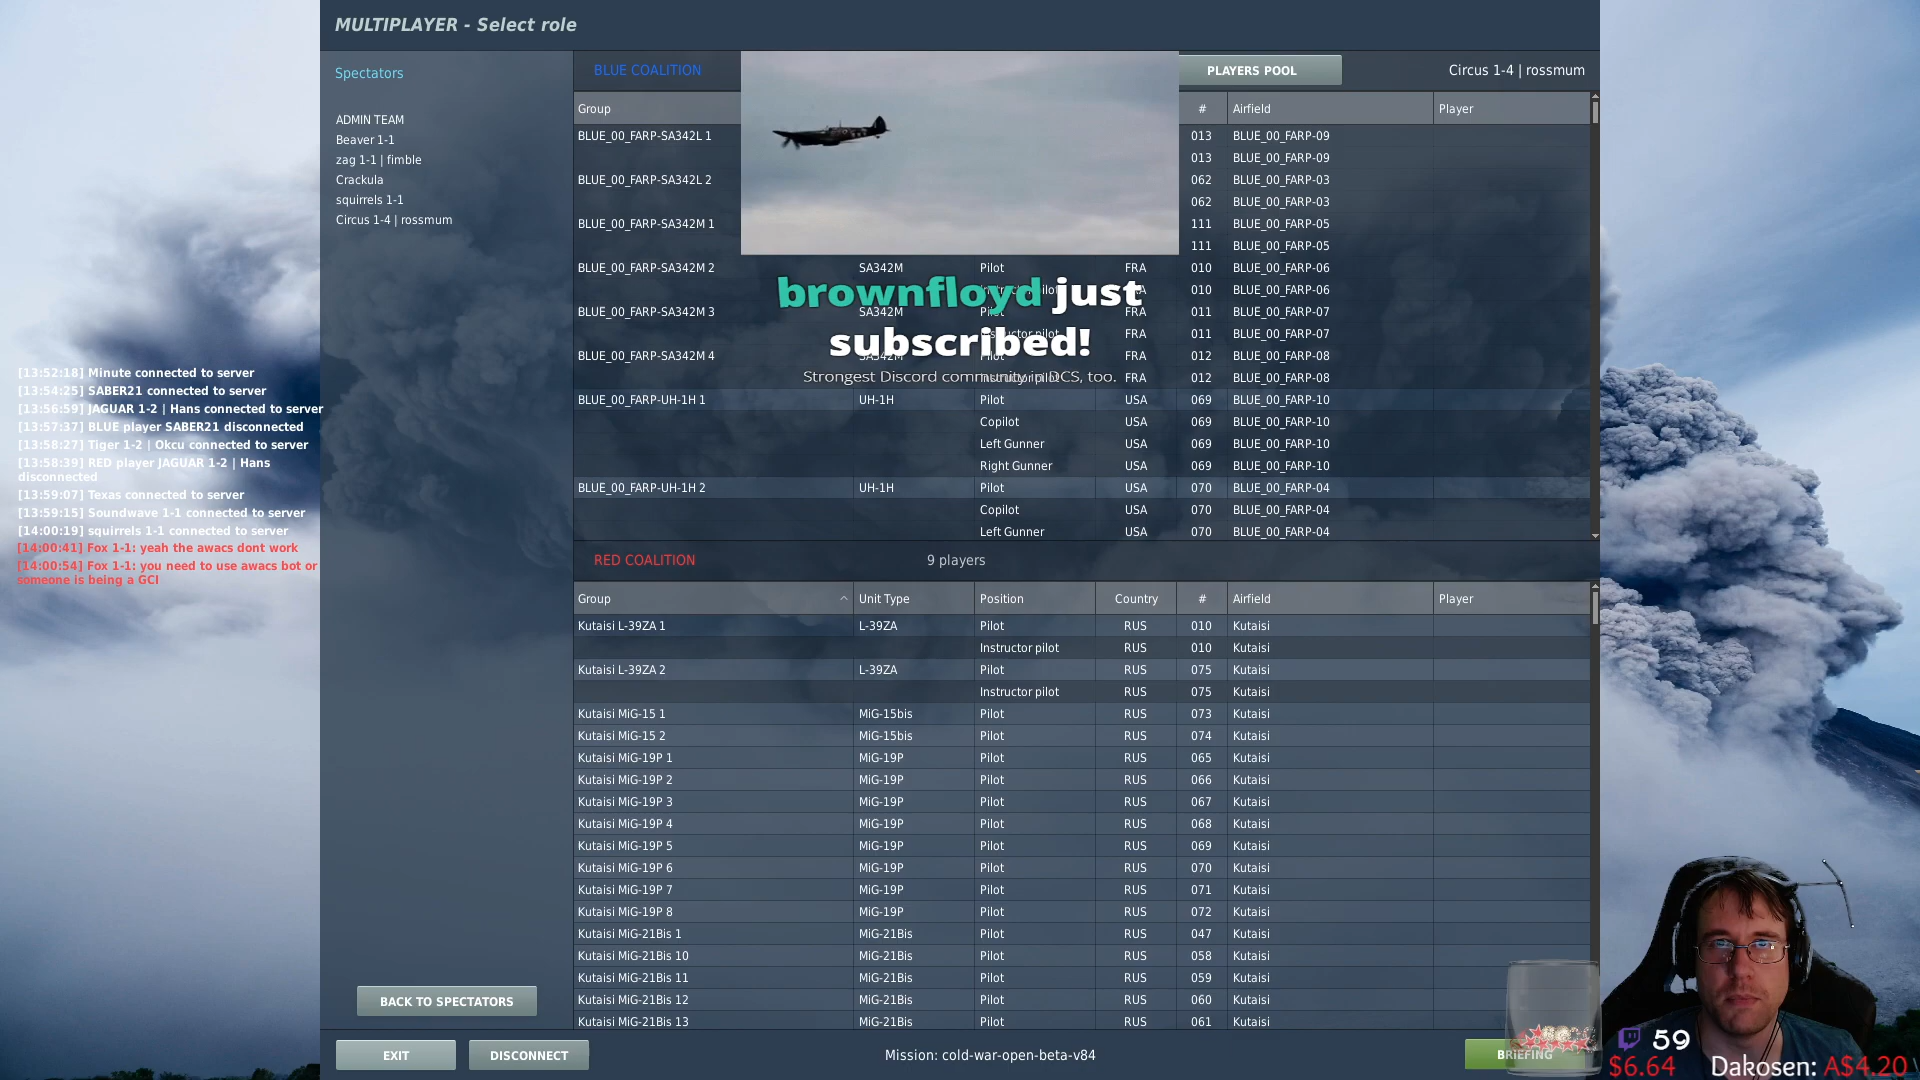 MULTIPLAYER - Select role
Spectators
ADMIN TEAM
Beaver 1-1
zag 1-1 | fimble
Crackula
squirrels 1-1
Circus 1-4 | rossmum
BLUE COALITION
PLAYERS POOL
Circus 1-4 | rossmum
Group # Airfield Player
BLUE_00_FARP-SA342L 1 013 BLUE_00_FARP-09
013 BLUE_00_FARP-09
BLUE_00_FARP-SA342L 2 062 BLUE_00_FARP-03
062 BLUE_00_FARP-03
BLUE_00_FARP-SA342M 1 111 BLUE_00_FARP-05
111 BLUE_00_FARP-05
BLUE_00_FARP-SA342M 2 SA342M Pilot FRA 010 BLUE_00_FARP-06
010 BLUE_00_FARP-06
BLUE_00_FARP-SA342M 3 SA342M Pilot FRA 011 BLUE_00_FARP-07
Instructor pilot FRA 011 BLUE_00_FARP-07
BLUE_00_FARP-SA342M 4 SA342M Pilot FRA 012 BLUE_00_FARP-08
Instructor pilot FRA 012 BLUE_00_FARP-08
BLUE_00_FARP-UH-1H 1 UH-1H Pilot USA 069 BLUE_00_FARP-10
Copilot USA 069 BLUE_00_FARP-10
Left Gunner USA 069 BLUE_00_FARP-10
Right Gunner USA 069 BLUE_00_FARP-10
BLUE_00_FARP-UH-1H 2 UH-1H Pilot USA 070 BLUE_00_FARP-04
Copilot USA 070 BLUE_00_FARP-04
Left Gunner USA 070 BLUE_00_FARP-04
brownfloyd just
subscribed!
Strongest Discord community in DCS, too.
[13:52:18] Minute connected to server
[13:54:25] SABER21 connected to server
[13:56:59] JAGUAR 1-2 | Hans connected to server
[13:57:37] BLUE player SABER21 disconnected
[13:58:27] Tiger 1-2 | Okcu connected to server
[13:58:39] RED player JAGUAR 1-2 | Hans
disconnected
[13:59:07] Texas connected to server
[13:59:15] Soundwave 1-1 connected to server
[14:00:19] squirrels 1-1 connected to server
[14:00:41] Fox 1-1: yeah the awacs dont work
[14:00:54] Fox 1-1: you need to use awacs bot or
someone is being a GCI
RED COALITION 9 players
Group Unit Type Position Country # Airfield Player
Kutaisi L-39ZA 1 L-39ZA Pilot RUS 010 Kutaisi
Instructor pilot RUS 010 Kutaisi
Kutaisi L-39ZA 2 L-39ZA Pilot RUS 075 Kutaisi
Instructor pilot RUS 075 Kutaisi
Kutaisi MiG-15 1 MiG-15bis Pilot RUS 073 Kutaisi
Kutaisi MiG-15 2 MiG-15bis Pilot RUS 074 Kutaisi
Kutaisi MiG-19P 1 MiG-19P Pilot RUS 065 Kutaisi
Kutaisi MiG-19P 2 MiG-19P Pilot RUS 066 Kutaisi
Kutaisi MiG-19P 3 MiG-19P Pilot RUS 067 Kutaisi
Kutaisi MiG-19P 4 MiG-19P Pilot RUS 068 Kutaisi
Kutaisi MiG-19P 5 MiG-19P Pilot RUS 069 Kutaisi
Kutaisi MiG-19P 6 MiG-19P Pilot RUS 070 Kutaisi
Kutaisi MiG-19P 7 MiG-19P Pilot RUS 071 Kutaisi
Kutaisi MiG-19P 8 MiG-19P Pilot RUS 072 Kutaisi
Kutaisi MiG-21Bis 1 MiG-21Bis Pilot RUS 047 Kutaisi
Kutaisi MiG-21Bis 10 MiG-21Bis Pilot RUS 058 Kutaisi
Kutaisi MiG-21Bis 11 MiG-21Bis Pilot RUS 059 Kutaisi
Kutaisi MiG-21Bis 12 MiG-21Bis Pilot RUS 060 Kutaisi
Kutaisi MiG-21Bis 13 MiG-21Bis Pilot RUS 061 Kutaisi
BACK TO SPECTATORS
EXIT
DISCONNECT
Mission: cold-war-open-beta-v84
BRIEFING
59
$6.64 Dakosen: A$4.20